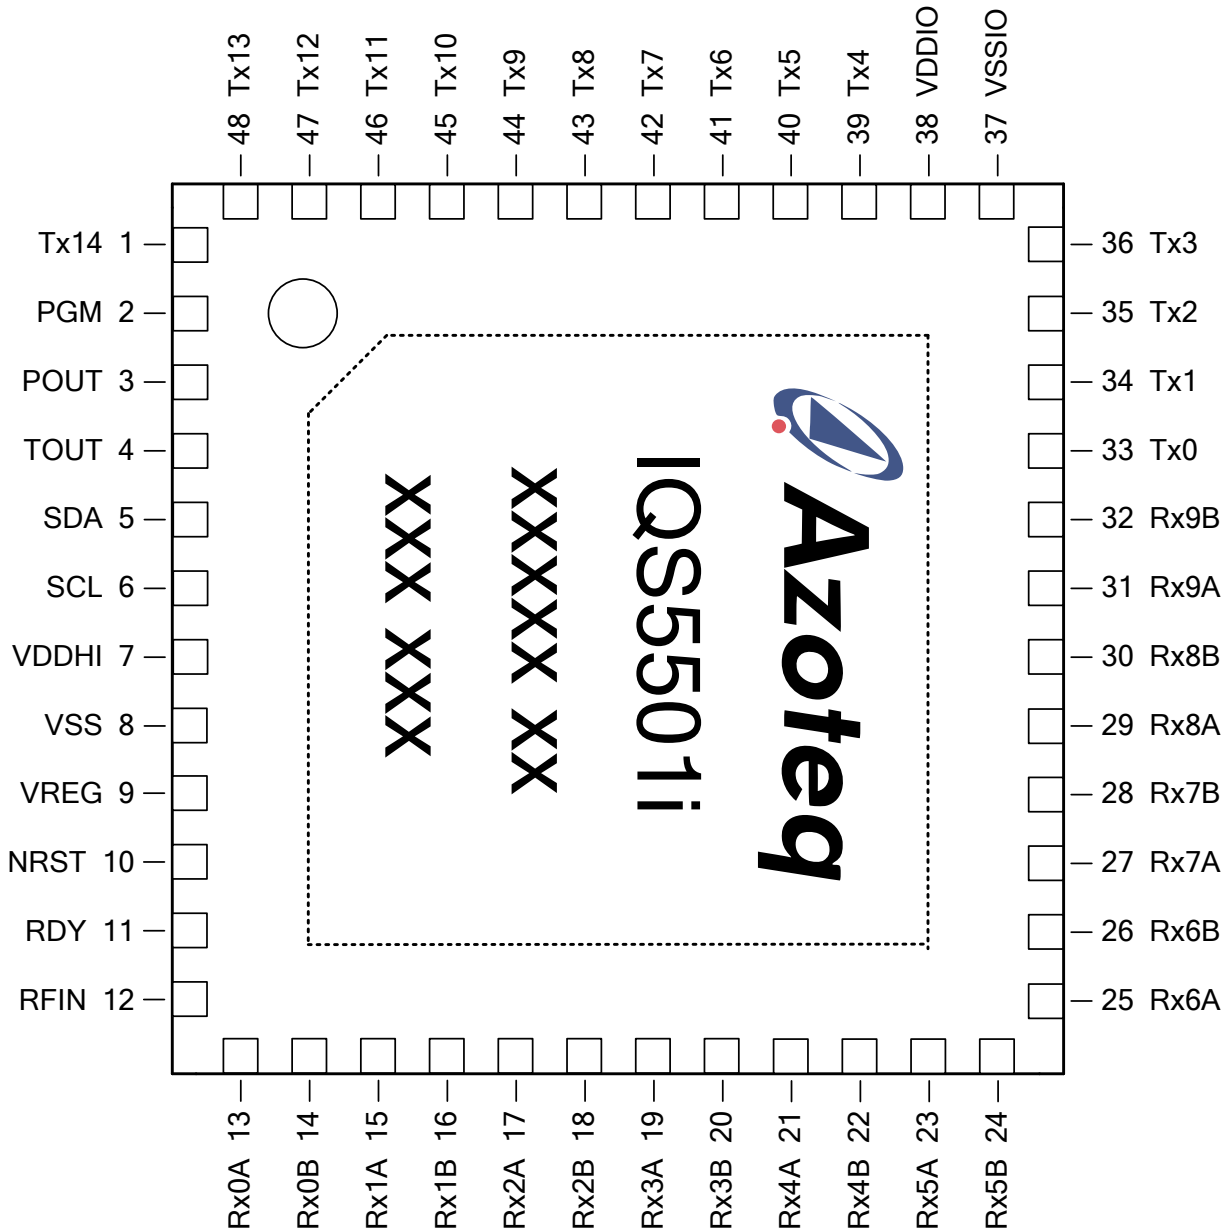 48 Tx13
47 Tx12
46 Tx11
45 Tx10
44 Tx9
43 Tx8
42 Tx7
41 Tx6
40 Tx5
39 Tx4
38 VDDIO
37 VSSIO
Tx14 1
PGM 2
POUT 3
TOUT 4
SDA 5
SCL 6
VDDHI 7
VSS 8
VREG 9
NRST 10
RDY 11
RFIN 12
Azoteq
IQS5501i
XXXXX XX
XXX XXX
36 Tx3
35 Tx2
34 Tx1
33 Tx0
32 Rx9B
31 Rx9A
30 Rx8B
29 Rx8A
28 Rx7B
27 Rx7A
26 Rx6B
25 Rx6A
Rx0A 13
Rx0B 14
Rx1A 15
Rx1B 16
Rx2A 17
Rx2B 18
Rx3A 19
Rx3B 20
Rx4A 21
Rx4B 22
Rx5A 23
Rx5B 24